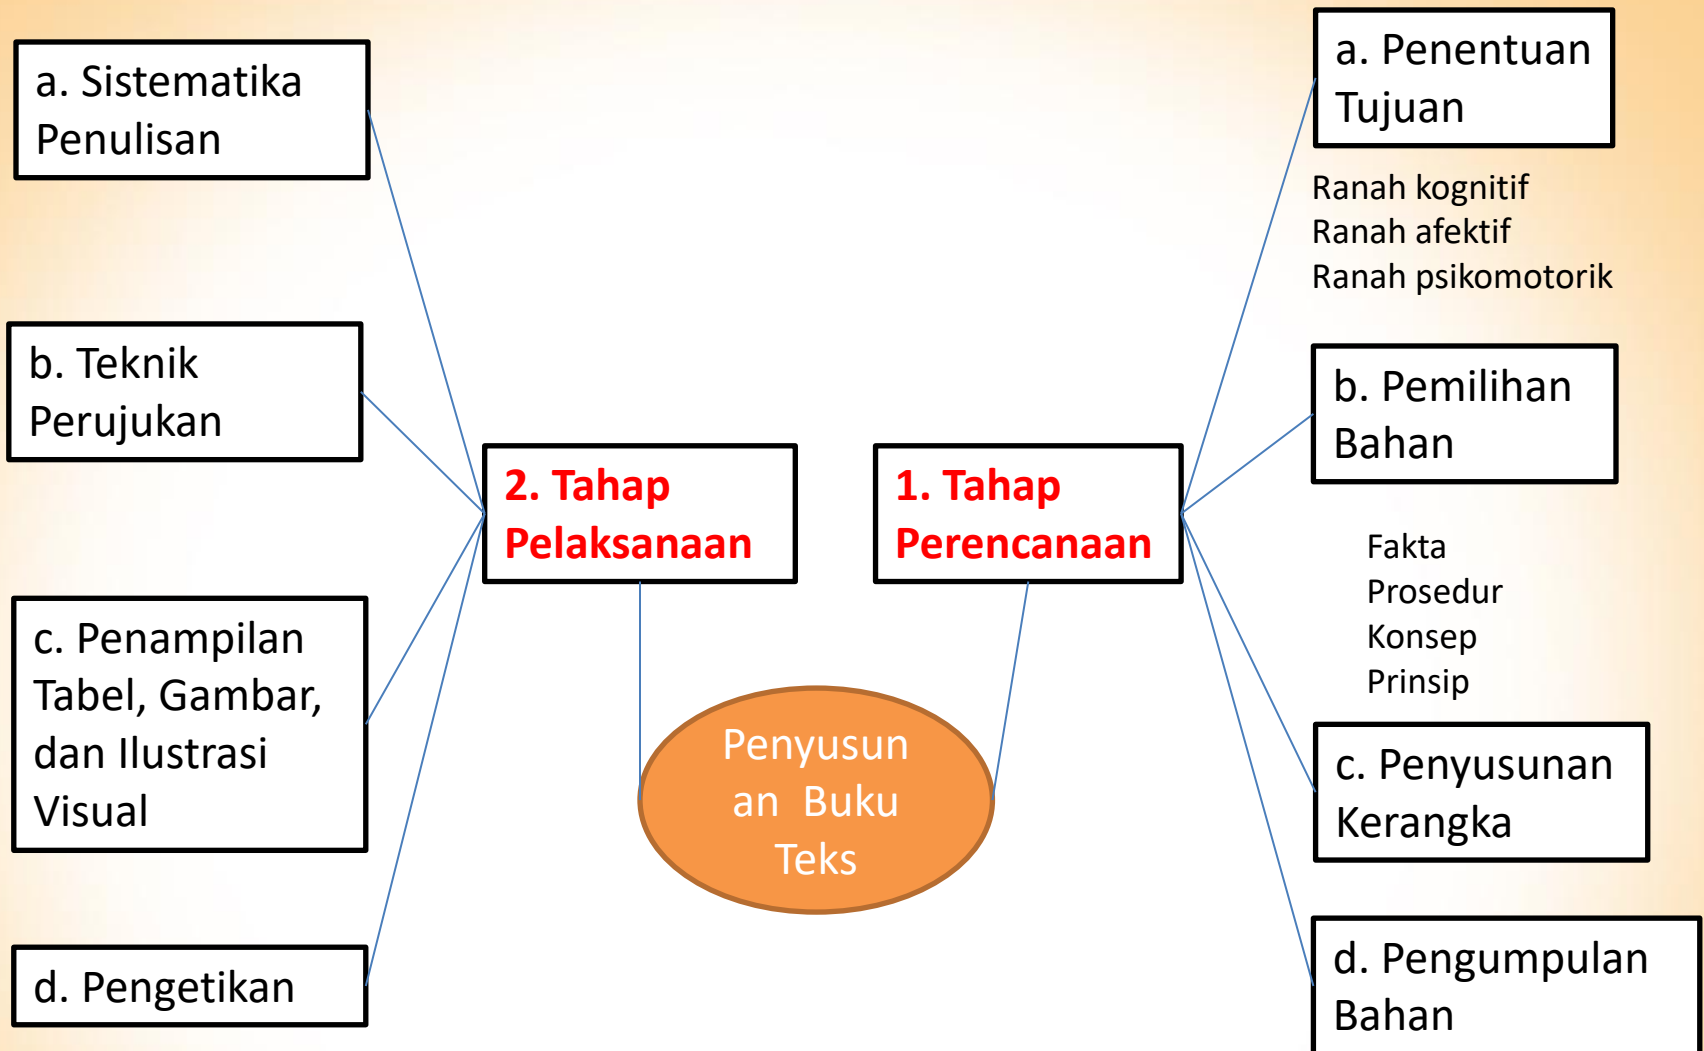 a. Sistematika
Penulisan
b. Teknik
Perujukan
c. Penampilan
Tabel, Gambar,
dan Ilustrasi
Visual
d. Pengetikan
2. Tahap
Pelaksanaan
1. Tahap
Perencanaan
Penyusun
an Buku
Teks
a. Penentuan
Tujuan
Ranah kognitif
Ranah afektif
Ranah psikomotorik
b. Pemilihan
Bahan
Fakta
Prosedur
Konsep
Prinsip
c. Penyusunan
Kerangka
d. Pengumpulan
Bahan